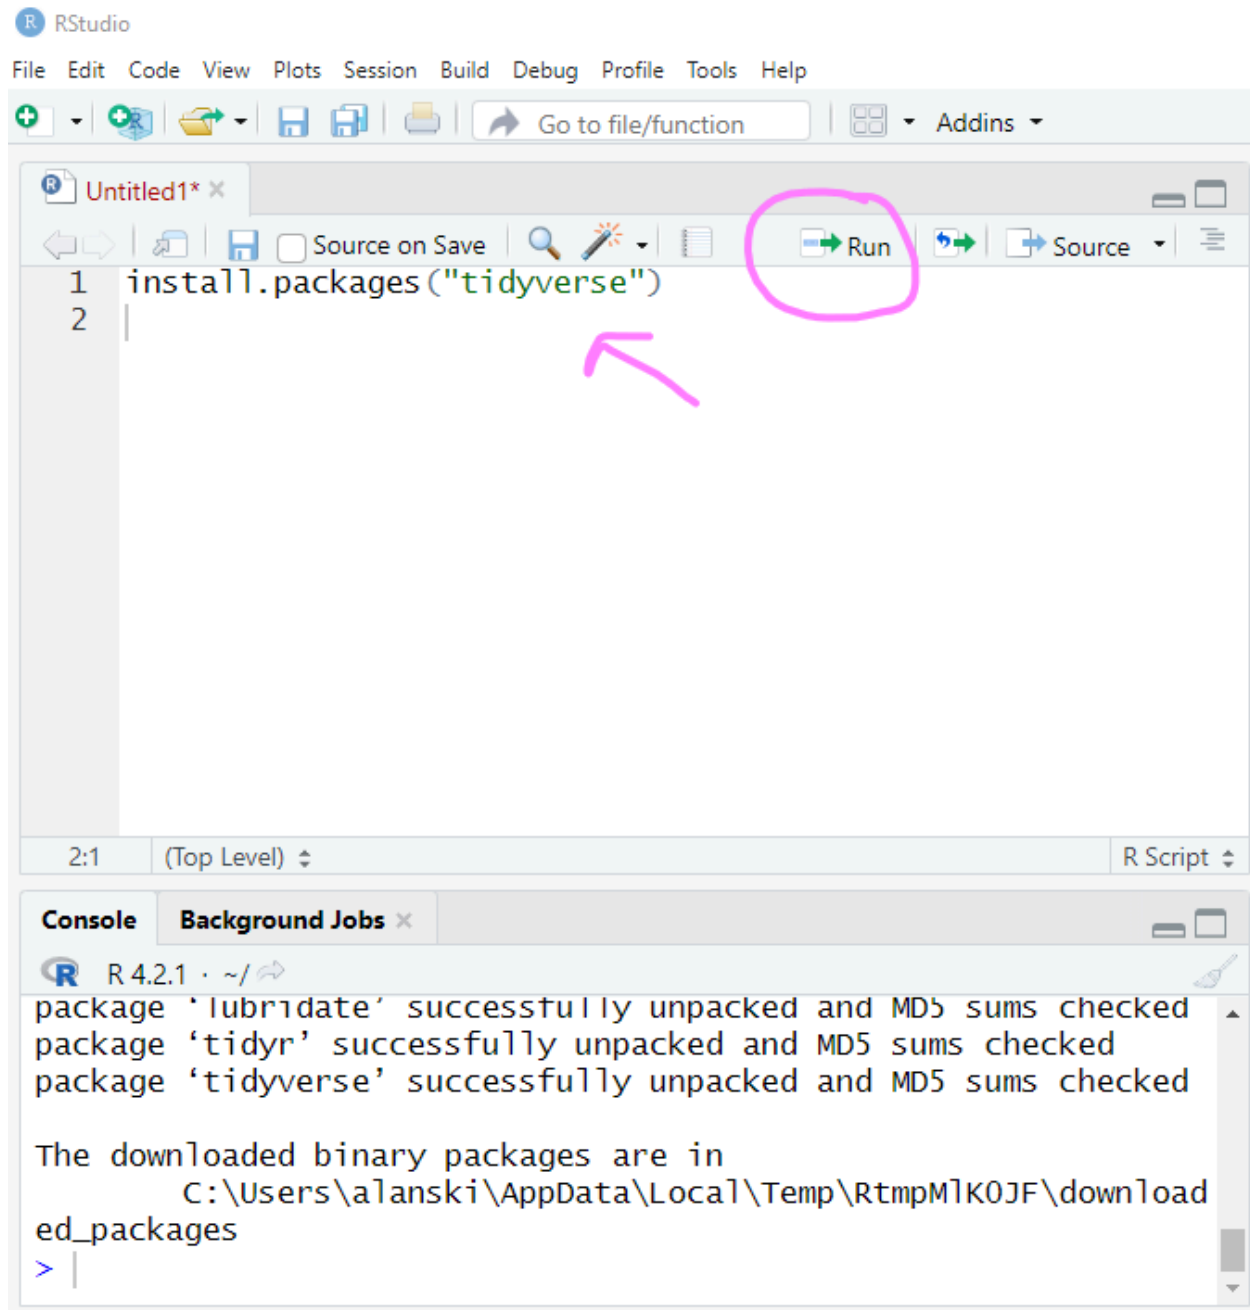 RStudio
File Edit Code View Plots Session Build Debug Profile Tools Help
Go to file/function Addins
Untitled1*
Source on Save Run Source
1 install.packages("tidyverse")
2
2:1 (Top Level) R Script
Console Background Jobs
R 4.2.1 · ~/
package ‘lubridate’ successfully unpacked and MD5 sums checked
package ‘tidyr’ successfully unpacked and MD5 sums checked
package ‘tidyverse’ successfully unpacked and MD5 sums checked
The downloaded binary packages are in
C:\Users\alanski\AppData\Local\Temp\RtmpMlK0JF\download
ed_packages
>